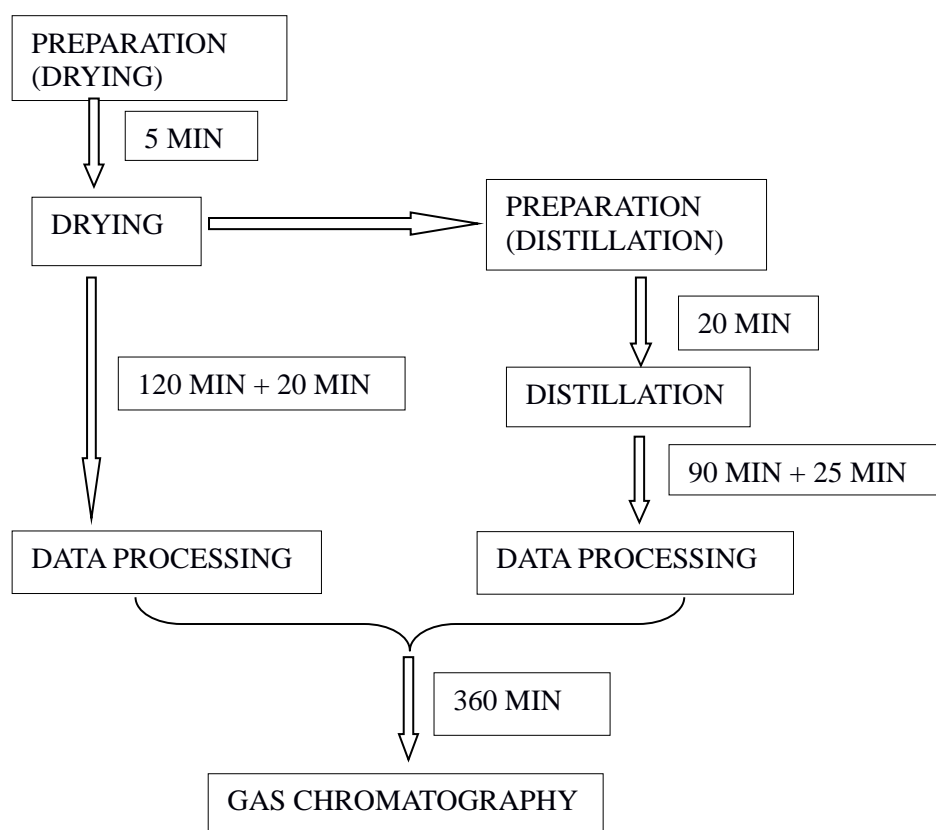 PREPARATION
(DRYING)
5 MIN
DRYING
PREPARATION
(DISTILLATION)
20 MIN
120 MIN + 20 MIN
DISTILLATION
90 MIN + 25 MIN
DATA PROCESSING
DATA PROCESSING
360 MIN
GAS CHROMATOGRAPHY